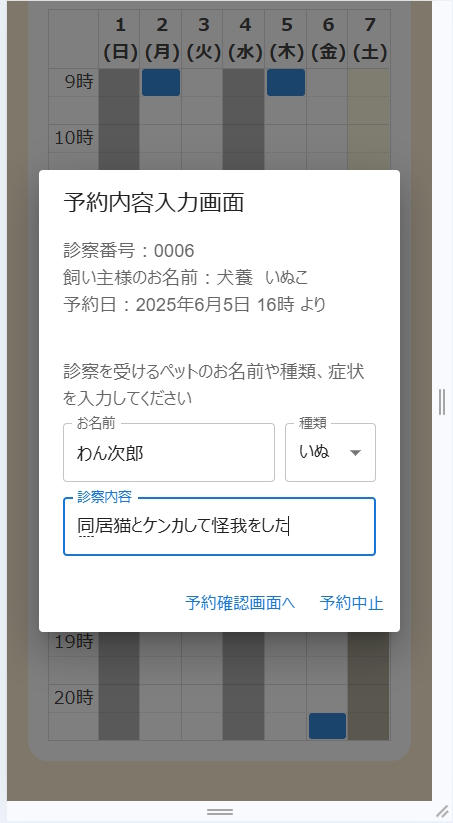 1 2 3 4 5 6 7
(日) (月) (火) (水) (木) (金) (土)
9時
10時
予約内容入力画面
診察番号：0006
飼い主様のお名前：犬養　いぬこ
予約日：2025年6月5日 16時 より
診察を受けるペットのお名前や種類、症状
を入力してください
お名前 種類
わん次郎 いぬ
診察内容
同居猫とケンカして怪我をした
予約確認画面へ 予約中止
19時
20時